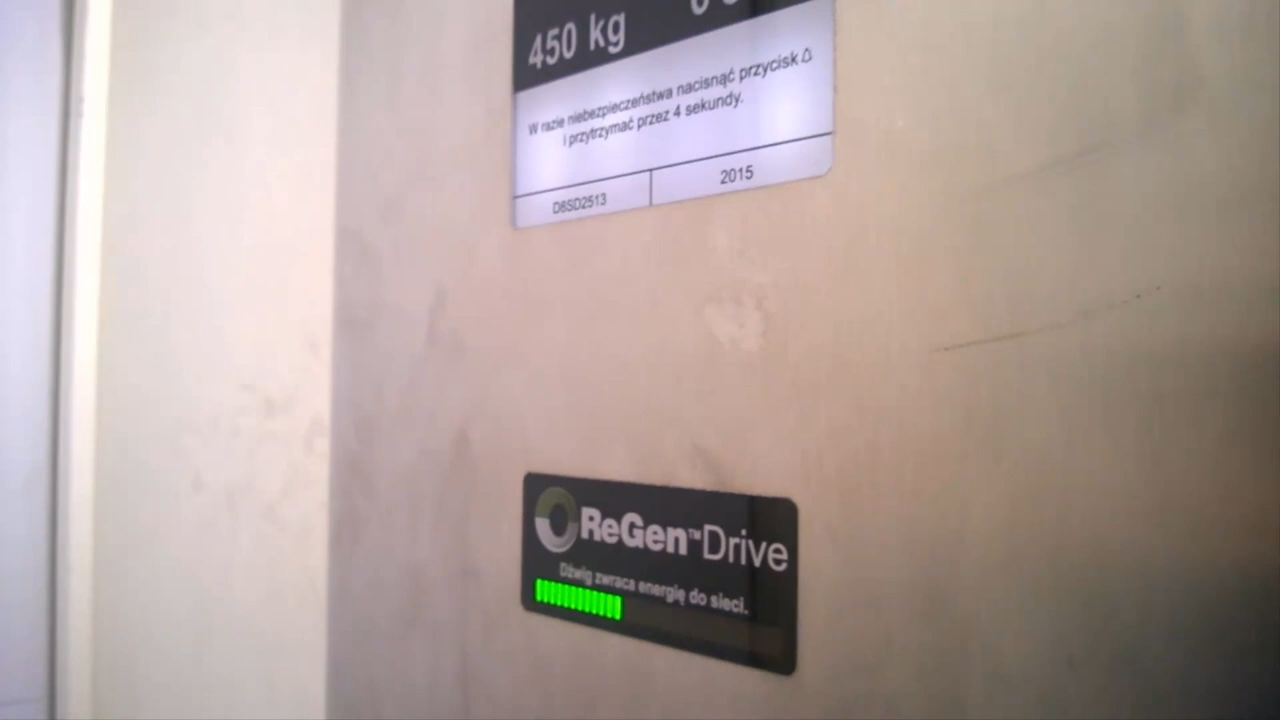 450 kg
W razie niebezpieczeństwa nacisnąć przycisk
i przytrzymać przez 4 sekundy.
D6SD2513
2015
ReGen™Drive
Dźwig zwraca energię do sieci.